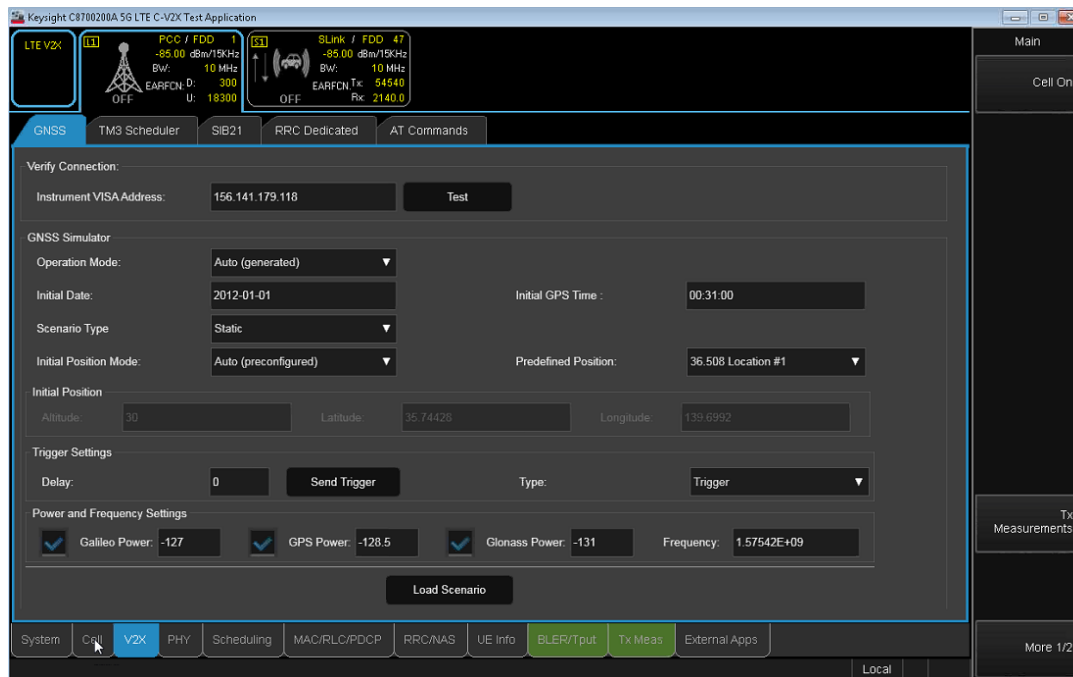 Keysight C8700200A 5G LTE C-V2X Test Application
LTE V2X
L1 PCC / FDD 1
-85.00 dBm/15KHz
BW: 10 MHz
EARFCN: D: 300
OFF U: 18300
S1 SLink / FDD 47
-85.00 dBm/15KHz
BW: 10 MHz
EARFCN: Tx: 54540
OFF Rx: 2140.0
Main
Cell On
GNSS TM3 Scheduler SIB21 RRC Dedicated AT Commands
Verify Connection:
Instrument VISA Address: 156.141.179.118 Test
GNSS Simulator
Operation Mode: Auto (generated)
Initial Date: 2012-01-01 Initial GPS Time : 00:31:00
Scenario Type Static
Initial Position Mode: Auto (preconfigured) Predefined Position: 36.508 Location #1
Initial Position
Altitude: 30 Latitude: 35.74428 Longitude: 139.6992
Trigger Settings
Delay: 0 Send Trigger Type: Trigger
Power and Frequency Settings
Galileo Power: -127 GPS Power: -128.5 Glonass Power: -131 Frequency: 1.57542E+09
Load Scenario
Tx
Measurements
System Cell V2X PHY Scheduling MAC/RLC/PDCP RRC/NAS UE Info BLER/Tput Tx Meas External Apps
More 1/2
Local